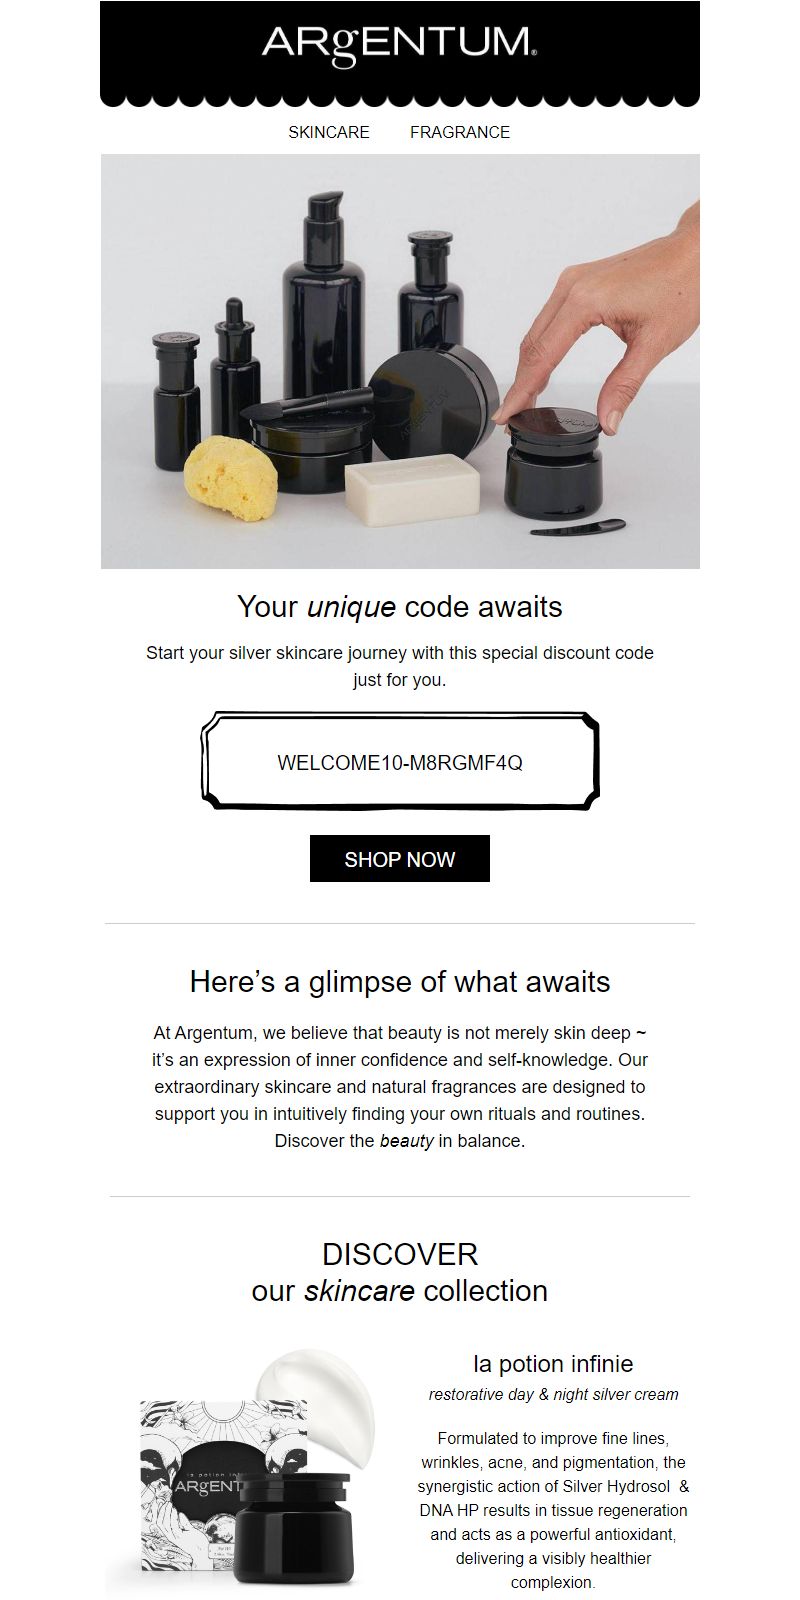 ARgENTUM®
SKINCARE FRAGRANCE
ARGENTUM
Your unique code awaits
Start your silver skincare journey with this special discount code
just for you.
WELCOME10-M8RGMF4Q
SHOP NOW
Here’s a glimpse of what awaits
At Argentum, we believe that beauty is not merely skin deep ~
it’s an expression of inner confidence and self-knowledge. Our
extraordinary skincare and natural fragrances are designed to
support you in intuitively finding your own rituals and routines.
Discover the beauty in balance.
DISCOVER
our skincare collection
la potion infinie
restorative day & night silver cream
Formulated to improve fine lines,
wrinkles, acne, and pigmentation, the
synergistic action of Silver Hydrosol &
DNA HP results in tissue regeneration
and acts as a powerful antioxidant,
delivering a visibly healthier
complexion.
la potion inf
ARgENT